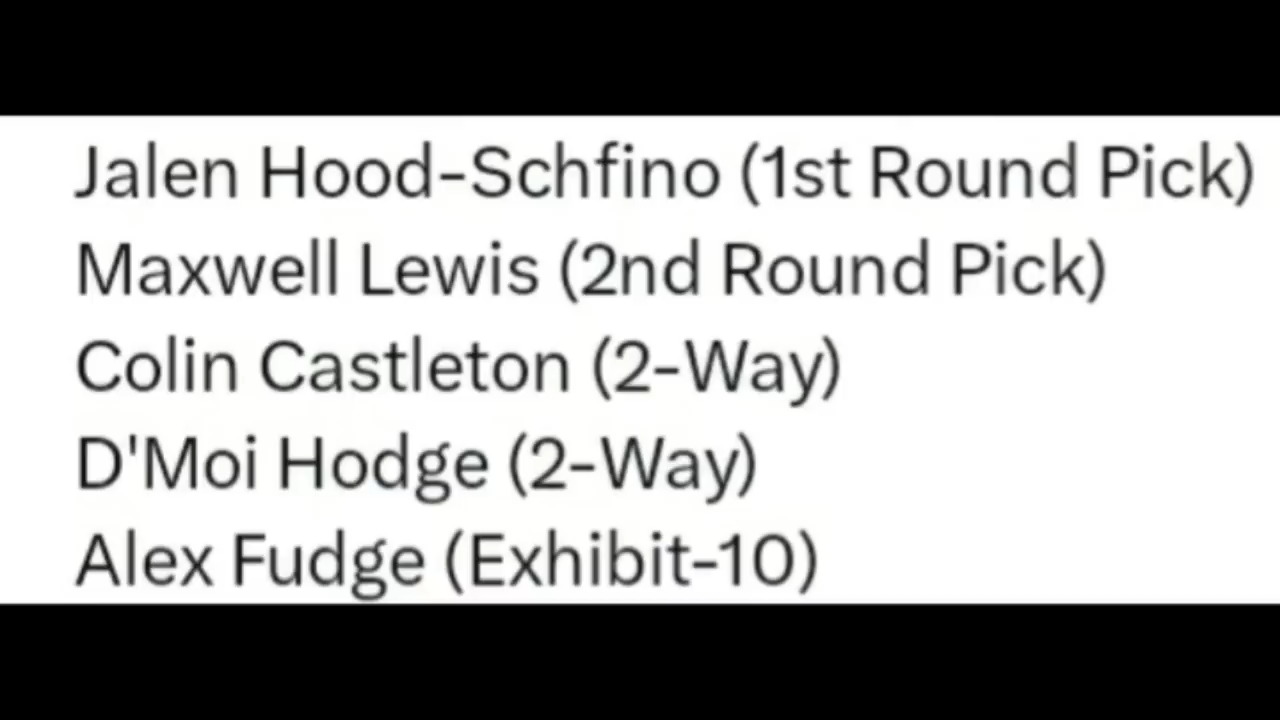 Jalen Hood-Schfino (1st Round Pick)
Maxwell Lewis (2nd Round Pick)
Colin Castleton (2-Way)
D'Moi Hodge (2-Way)
Alex Fudge (Exhibit-10)